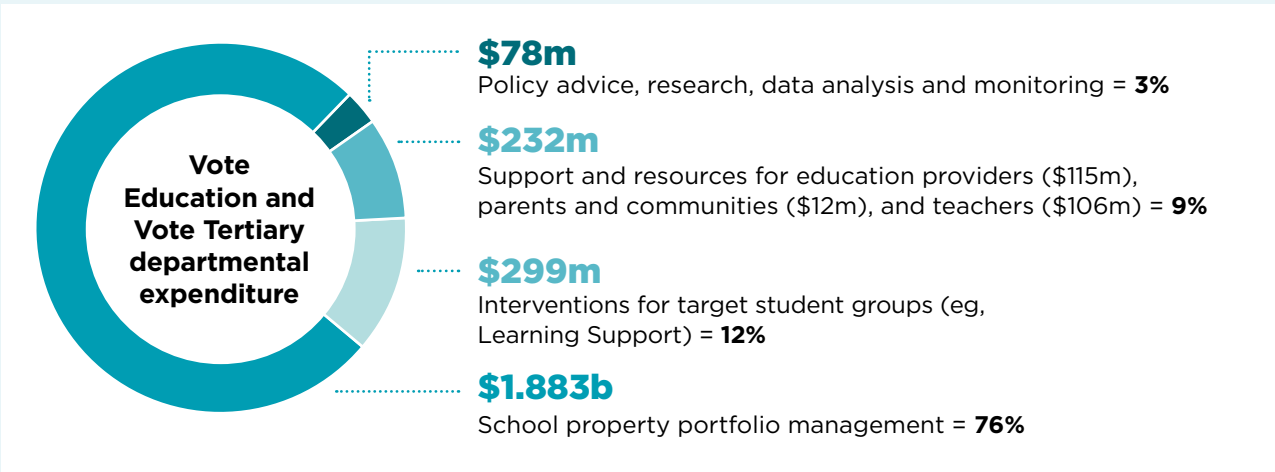 Vote
Education and
Vote Tertiary
departmental
expenditure
$78m
Policy advice, research, data analysis and monitoring = 3%
$232m
Support and resources for education providers ($115m),
parents and communities ($12m), and teachers ($106m) = 9%
$299m
Interventions for target student groups (eg,
Learning Support) = 12%
$1.883b
School property portfolio management = 76%